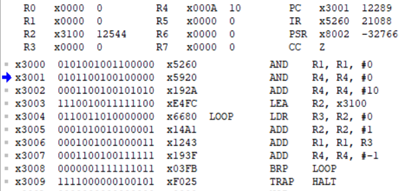 R0 x0000 0 R4 x000A 10 PC x3001 12289
R1 x0000 0 R5 x0000 0 IR x5260 21088
R2 x3100 12544 R6 x0000 0 PSR x8002 -32766
R3 x0000 0 R7 x0000 0 CC Z
x3000 0101001001100000 x5260 AND R1, R1, #0
x3001 0101100100100000 x5920 AND R4, R4, #0
x3002 0001100100101010 x192A ADD R4, R4, #10
x3003 1110010011111100 xE4FC LEA R2, x3100
x3004 0110011010000000 x6680 LOOP LDR R3, R2, #0
x3005 0001010010100001 x14A1 ADD R2, R2, #1
x3006 0001001001000011 x1243 ADD R1, R1, R3
x3007 0001100100111111 x193F ADD R4, R4, #-1
x3008 0000001111111011 x03FB BRP LOOP
x3009 1111000000100101 xF025 TRAP HALT